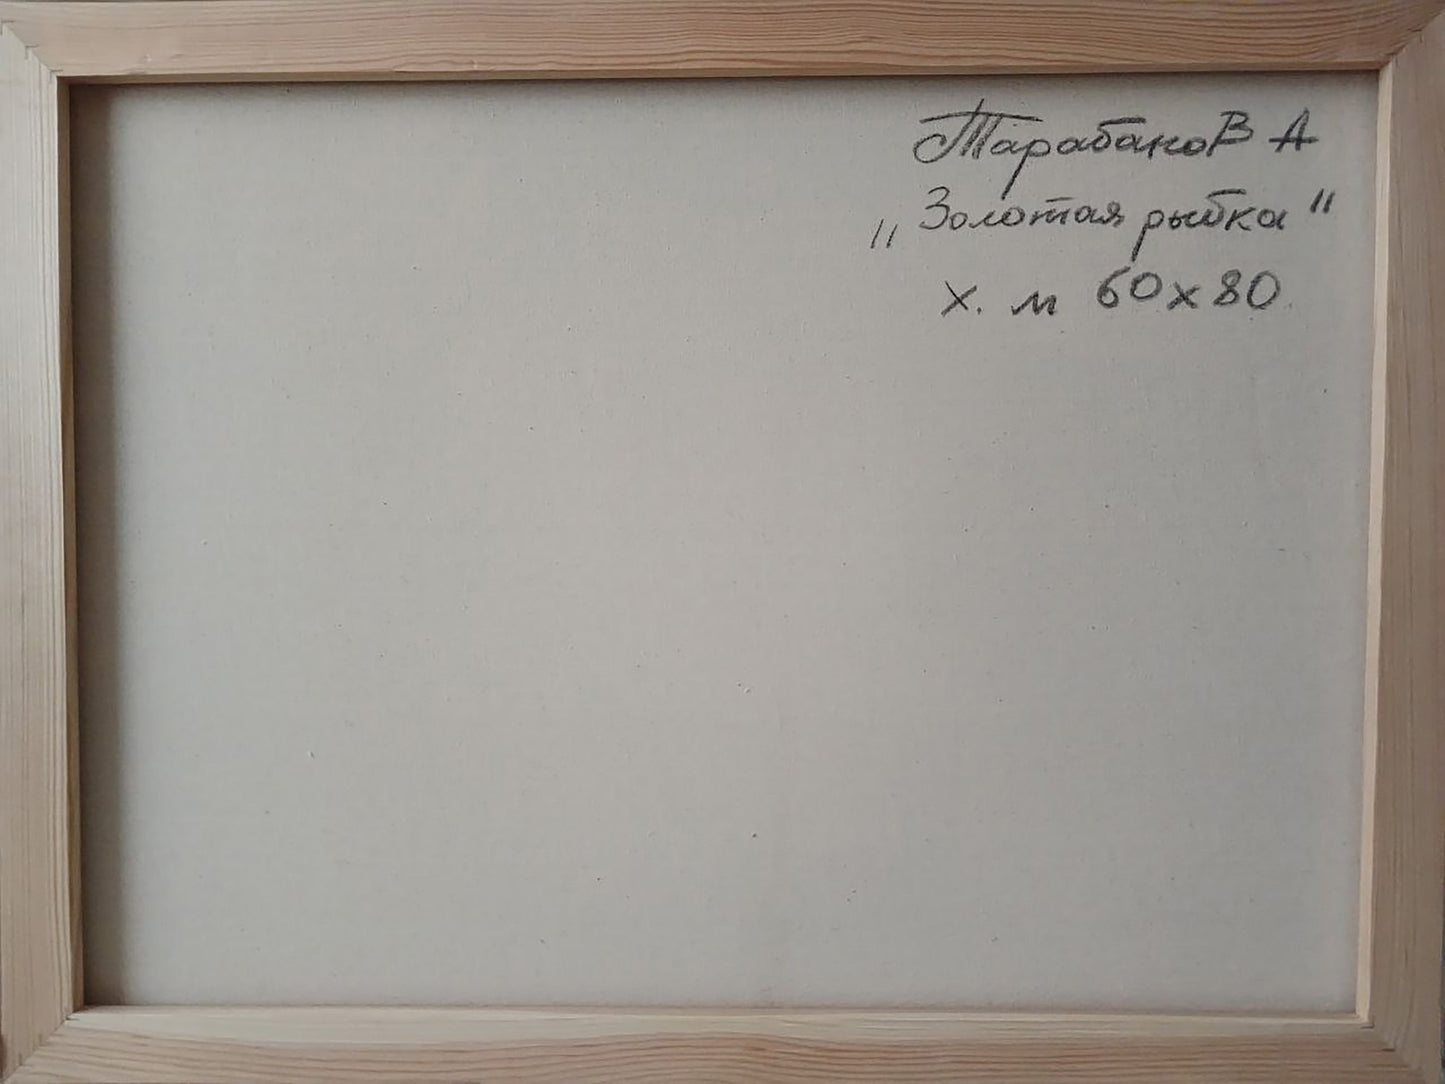 Тарабанов А
„Золотая рыбка"
х. м 60х80